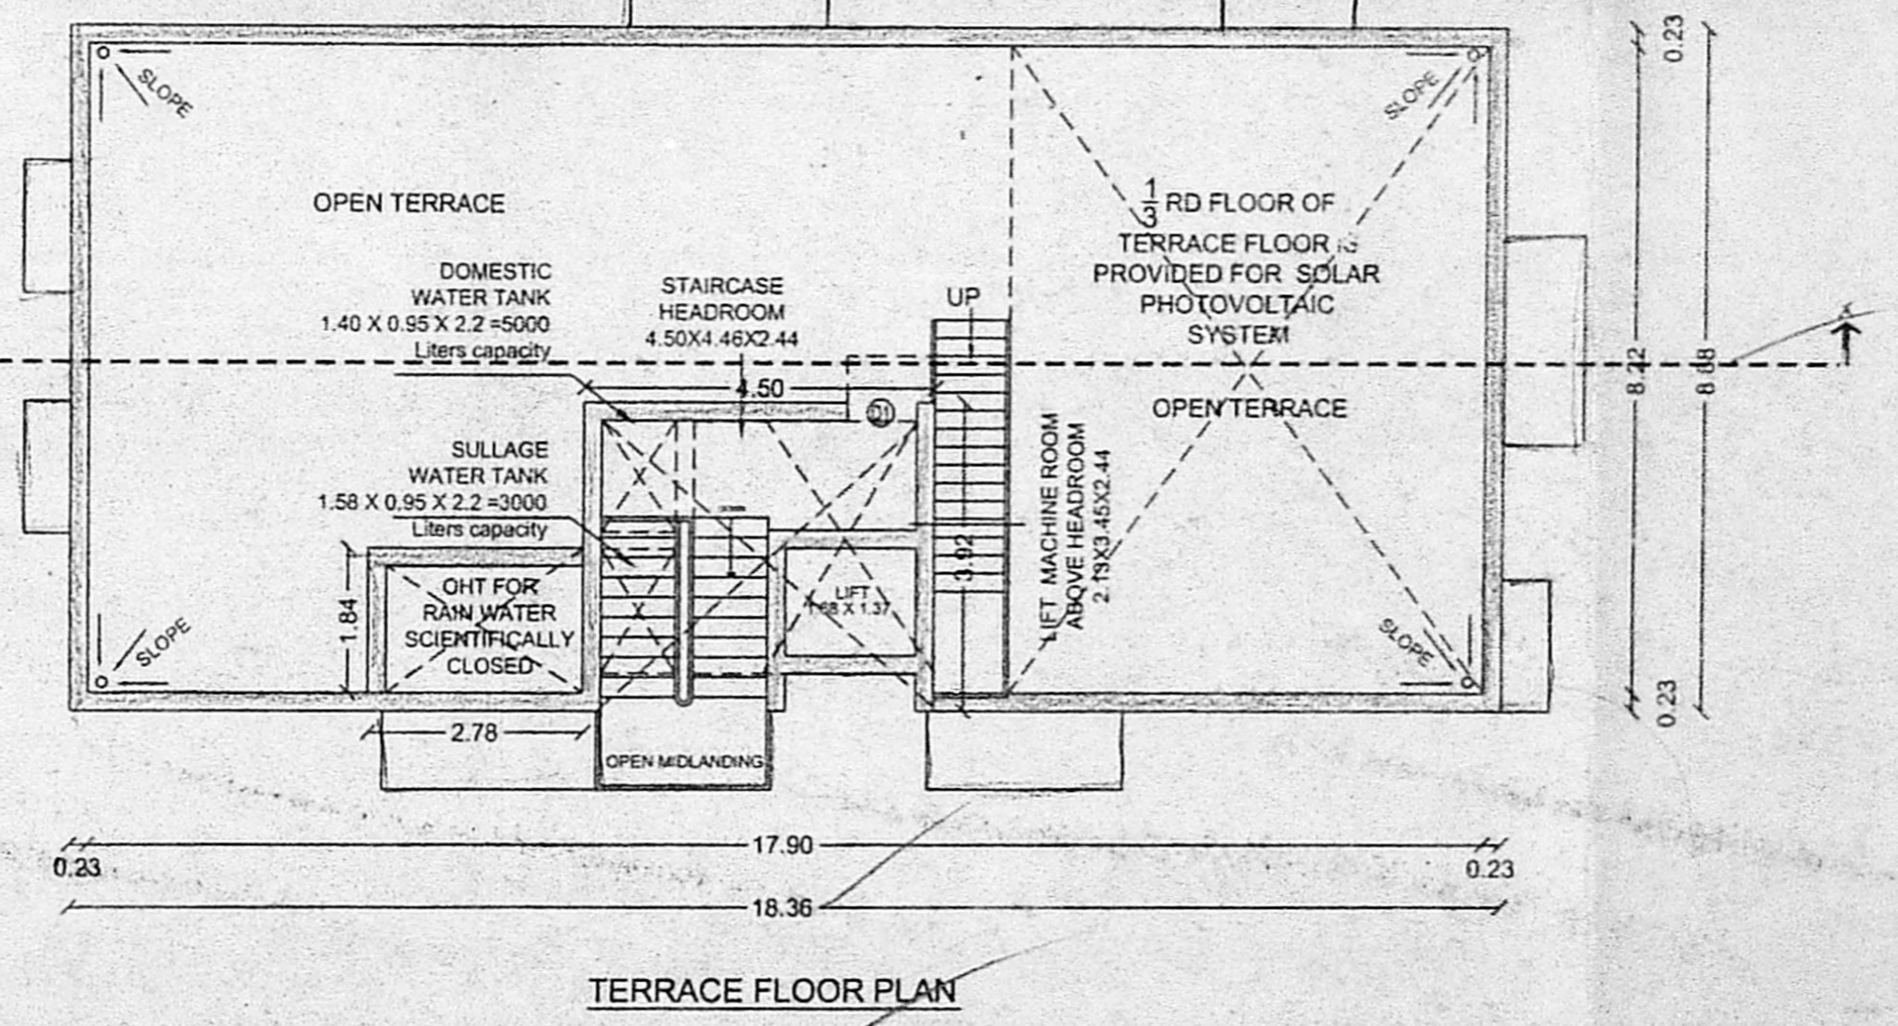 0.23
SLOPE
SLOPE
OPEN TERRACE
1/3 RD FLOOR OF
TERRACE FLOOR IS
PROVIDED FOR SOLAR
PHOTOVOLTAIC
SYSTEM
OPEN TERRACE
DOMESTIC
WATER TANK
1.40 X 0.95 X 2.2 =5000
Liters capacity
STAIRCASE
HEADROOM
4.50X4.46X2.44
UP
4.50
D1
X
8.22
SULLAGE
WATER TANK
1.58 X 0.95 X 2.2 =3000
Liters capacity
X
X
LIFT MACHINE ROOM
ABOVE HEADROOM
3.92
OHT FOR
RAIN WATER
SCIENTIFICALLY
CLOSED
1.84
LIFT
SLOPE
SLOPE
0.23
2.78
OPEN MIDLANDING
17.90
0.23
0.23
18.36
TERRACE FLOOR PLAN